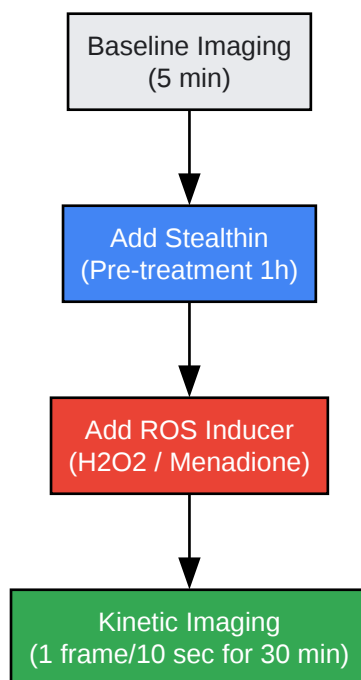 Baseline Imaging
(5 min)
Add Stealthin
(Pre-treatment 1h)
Add ROS Inducer
(H2O2 / Menadione)
Kinetic Imaging
(1 frame/10 sec for 30 min)